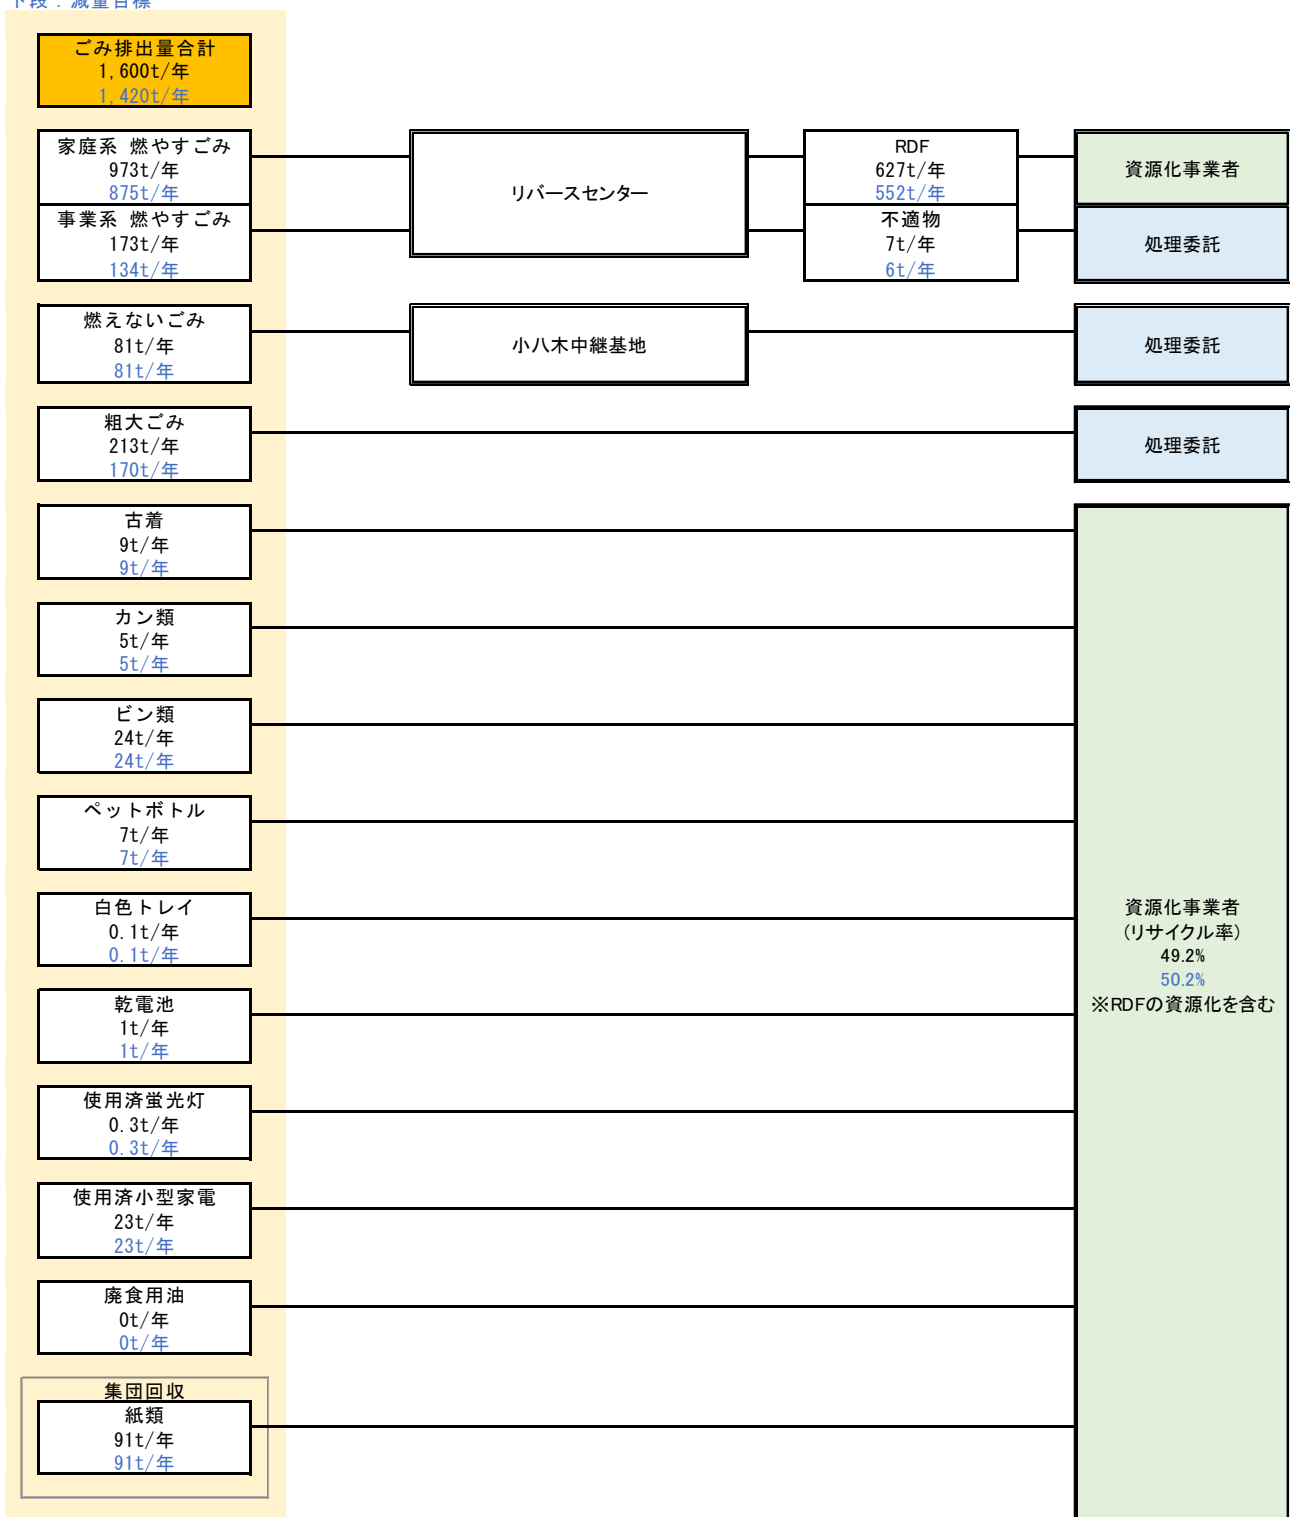 下段：減量目標
ごみ排出量合計
1,600t/年
1,420t/年
家庭系 燃やすごみ
973t/年
875t/年
事業系 燃やすごみ
173t/年
134t/年
リバースセンター
RDF
627t/年
552t/年
不適物
7t/年
6t/年
資源化事業者
処理委託
燃えないごみ
81t/年
81t/年
小八木中継基地
処理委託
粗大ごみ
213t/年
170t/年
処理委託
古着
9t/年
9t/年
カン類
5t/年
5t/年
ビン類
24t/年
24t/年
ペットボトル
7t/年
7t/年
白色トレイ
0.1t/年
0.1t/年
乾電池
1t/年
1t/年
使用済蛍光灯
0.3t/年
0.3t/年
使用済小型家電
23t/年
23t/年
廃食用油
0t/年
0t/年
集団回収
紙類
91t/年
91t/年
資源化事業者
（リサイクル率）
49.2%
50.2%
※RDFの資源化を含む